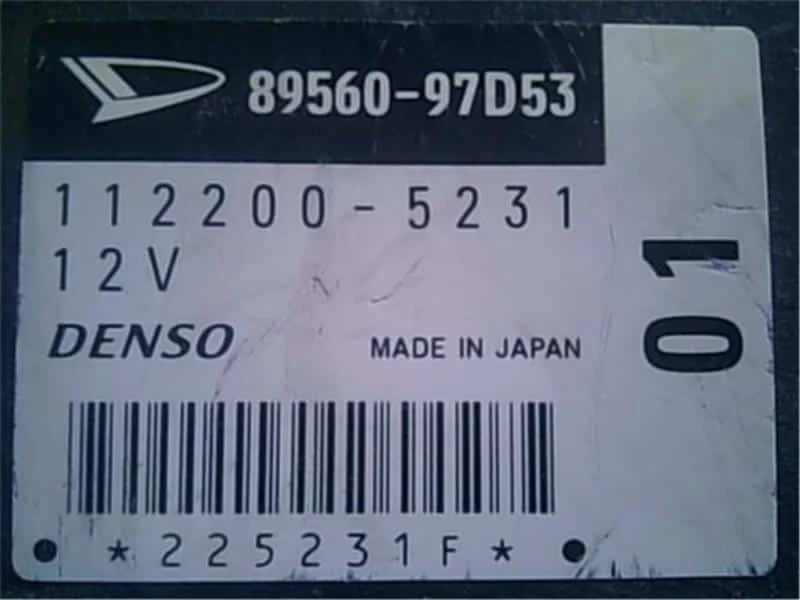 89560-97D53
112200-5231
12V
DENSO
MADE IN JAPAN
*225231F*
01